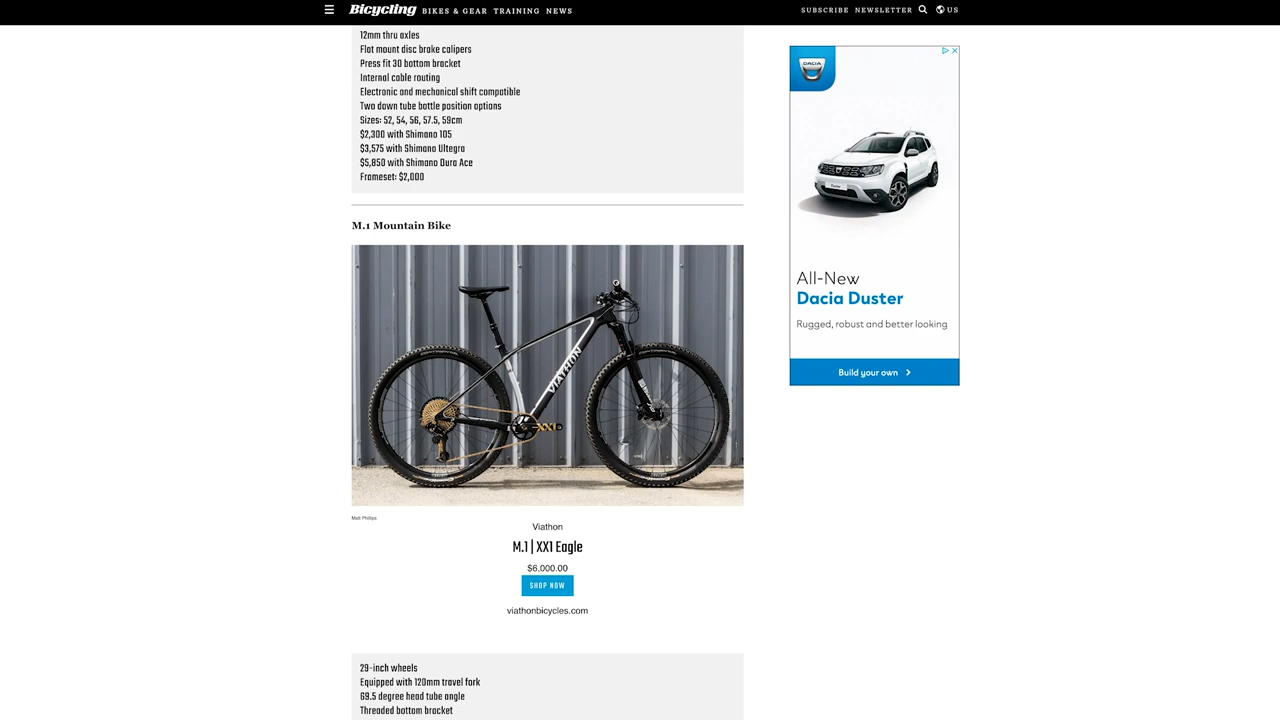 Bicycling BIKES & GEAR TRAINING NEWS SUBSCRIBE NEWSLETTER US
12mm thru axles
Flat mount disc brake calipers
Press fit 30 bottom bracket
Internal cable routing
Electronic and mechanical shift compatible
Two down tube bottle position options
Sizes: 52, 54, 56, 57.5, 59cm
$2,300 with Shimano 105
$3,575 with Shimano Ultegra
$5,850 with Shimano Dura Ace
Frameset: $2,000
M.1 Mountain Bike
VIATHON
XX1
Matt Phillips
Viathon
M.1 | XX1 Eagle
$6,000.00
SHOP NOW
viathonbicycles.com
29-inch wheels
Equipped with 120mm travel fork
69.5 degree head tube angle
Threaded bottom bracket
DACIA
Duster
All-New
Dacia Duster
Rugged, robust and better looking
Build your own